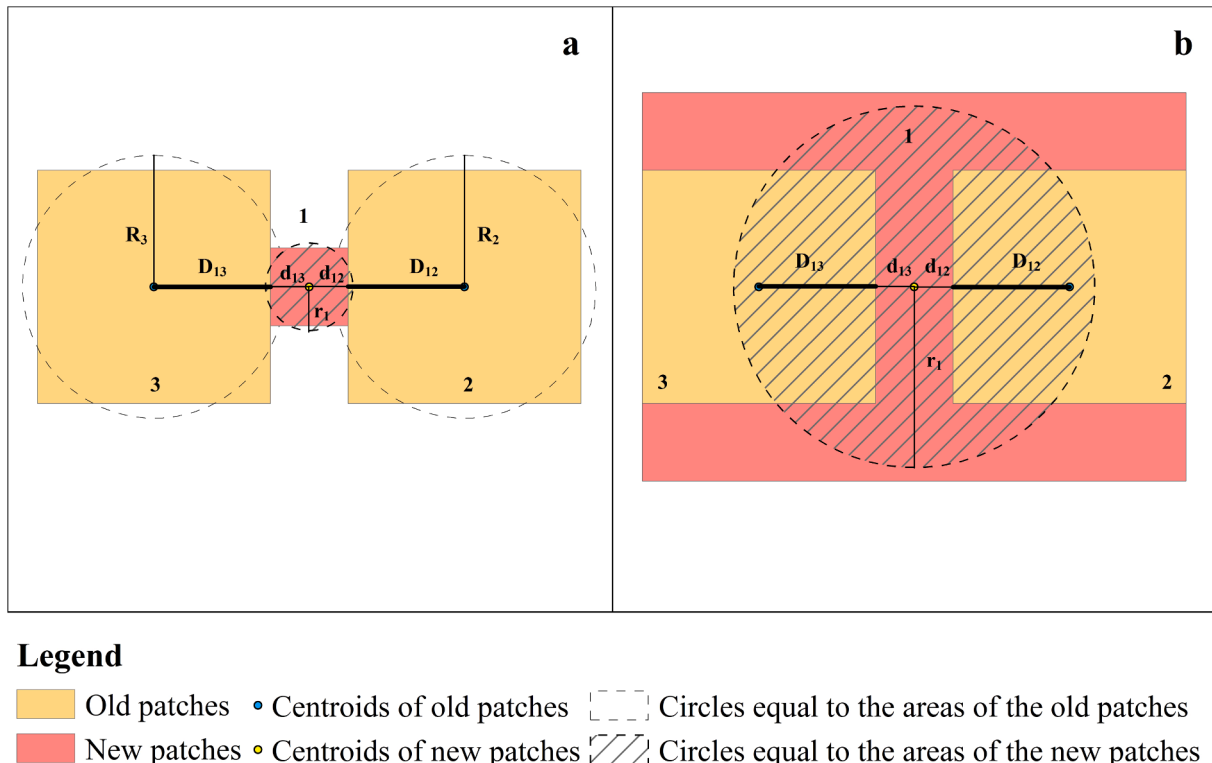 a
b
1
1
R₃
R₂
D₁₃
d₁₃
d₁₂
D₁₂
D₁₃
d₁₃
d₁₂
D₁₂
r₁
r₁
3
2
3
2
Legend
Old patches
Centroids of old patches
Circles equal to the areas of the old patches
New patches
Centroids of new patches
Circles equal to the areas of the new patches